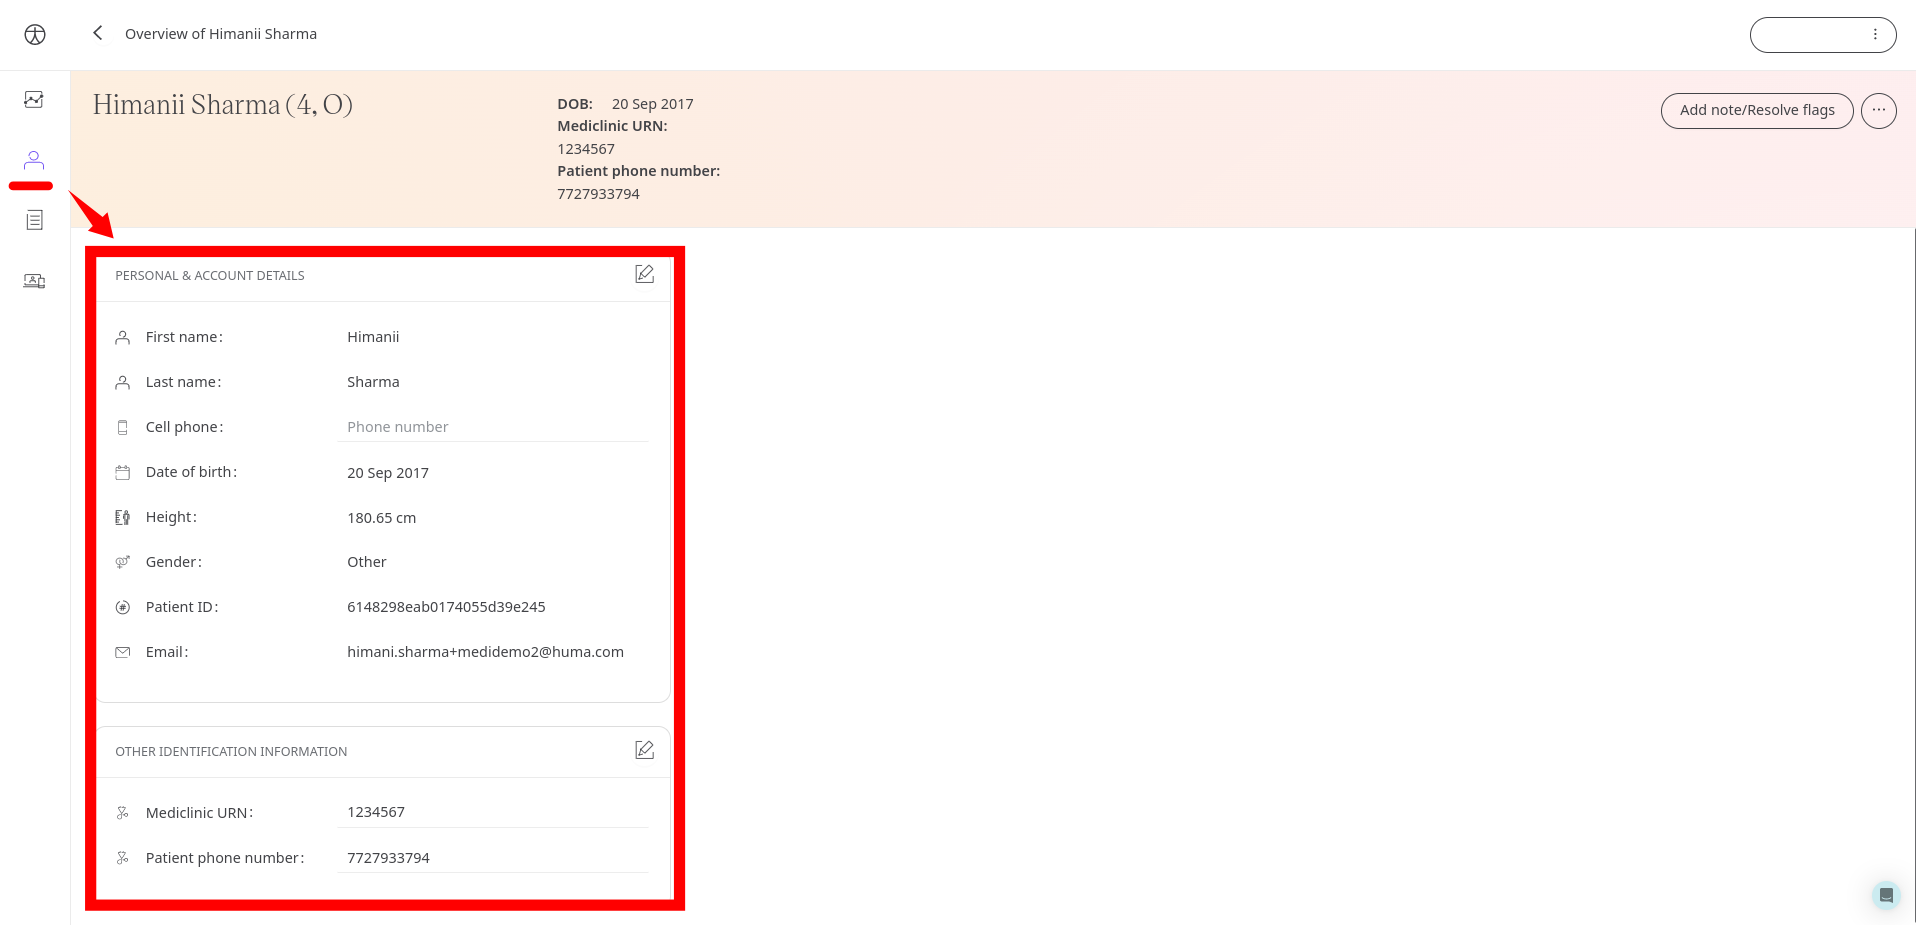 Overview of Himanii Sharma
Himanii Sharma (4, O)
DOB: 20 Sep 2017
Mediclinic URN:
1234567
Patient phone number:
7727933794
Add note/Resolve flags
PERSONAL & ACCOUNT DETAILS
First name: Himanii
Last name: Sharma
Cell phone: Phone number
Date of birth: 20 Sep 2017
Height: 180.65 cm
Gender: Other
Patient ID: 6148298eab0174055d39e245
Email: himani.sharma+medidemo2@huma.com
OTHER IDENTIFICATION INFORMATION
Mediclinic URN: 1234567
Patient phone number: 7727933794